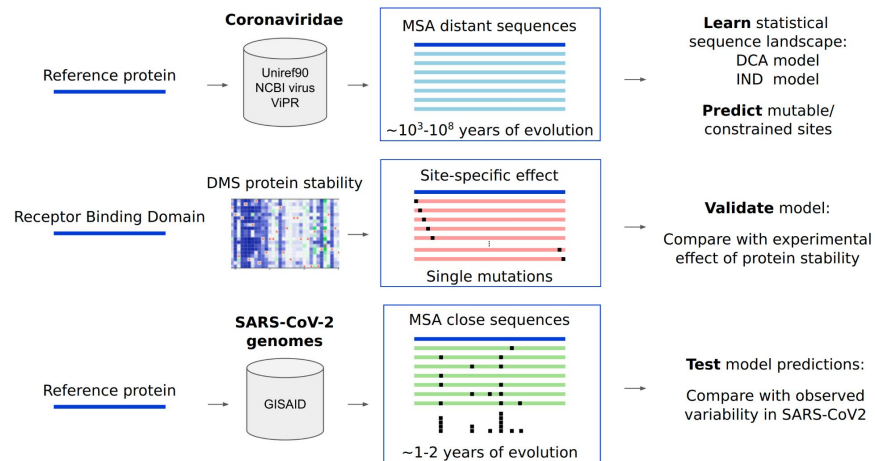 Coronaviridae
Reference protein
Uniref90
NCBI virus
ViPR
MSA distant sequences
~10³-10⁸ years of evolution
Learn statistical
sequence landscape:
DCA model
IND model
Predict mutable/
constrained sites
Receptor Binding Domain
DMS protein stability
Site-specific effect
Single mutations
Validate model:
Compare with experimental
effect of protein stability
SARS-CoV-2
genomes
Reference protein
GISAID
MSA close sequences
~1-2 years of evolution
Test model predictions:
Compare with observed
variability in SARS-CoV2